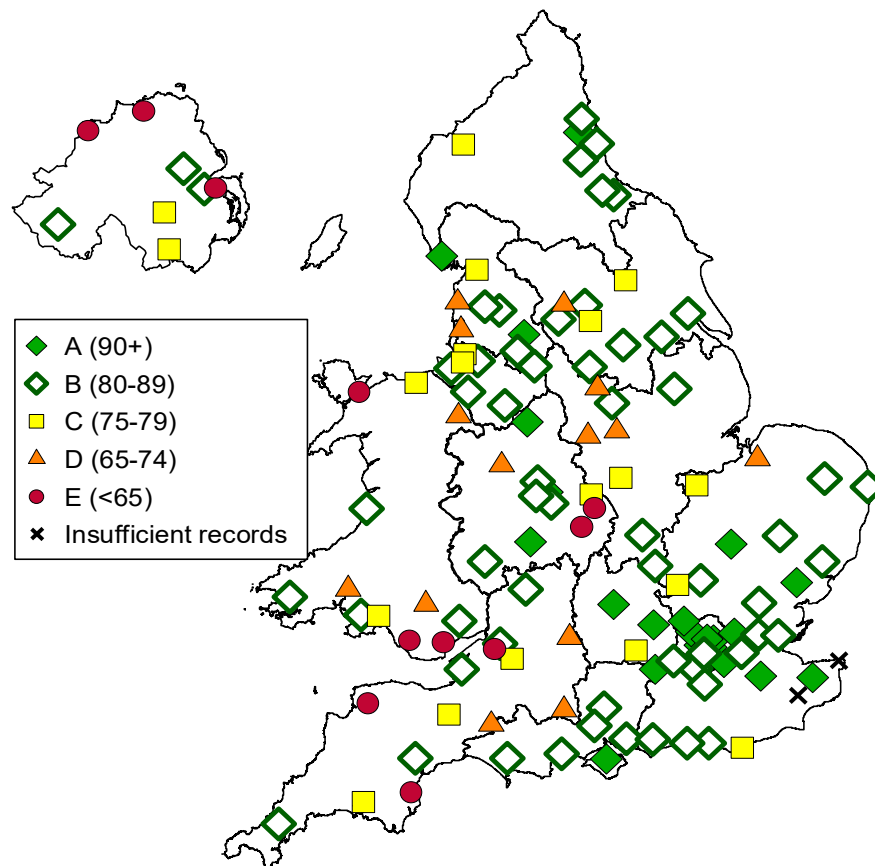 A (90+)
B (80-89)
C (75-79)
D (65-74)
E (<65)
Insufficient records